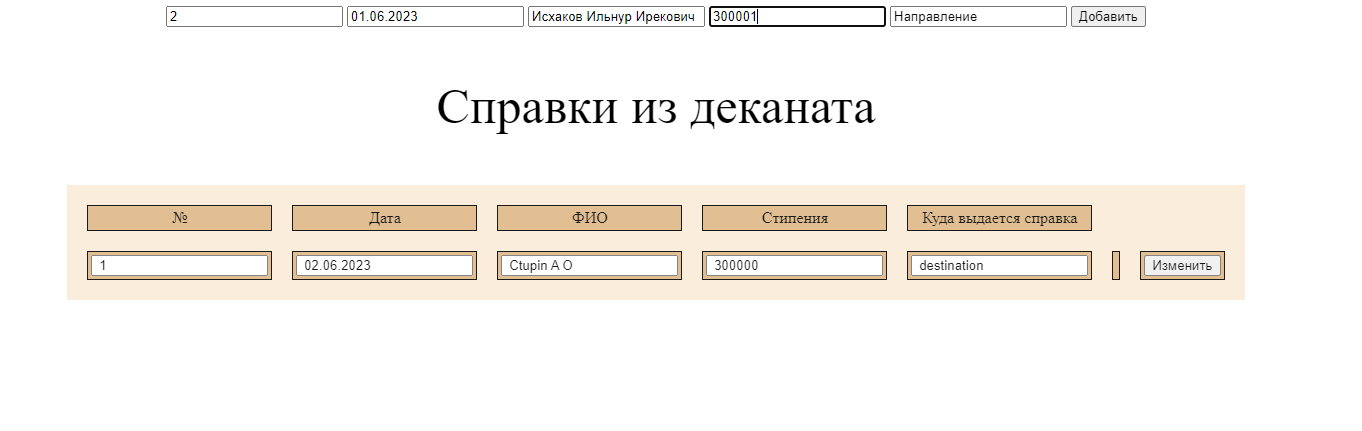 2 01.06.2023 Исхаков Ильнур Ирекович 300001 Направление Добавить
Справки из деканата
№ Дата ФИО Стипения Куда выдается справка
1 02.06.2023 Ctupin A O 300000 destination Изменить